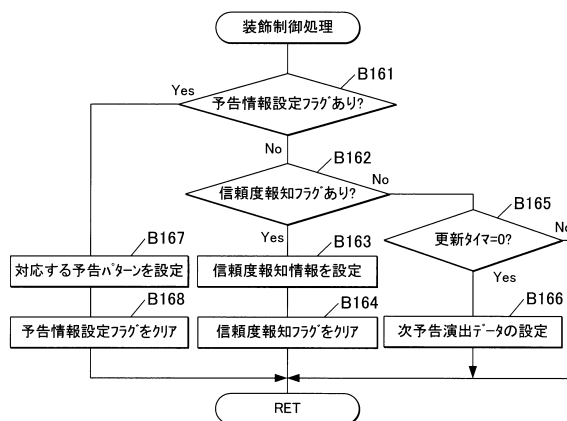 装飾制御処理
B161
Yes
予告情報設定フラグあり?
No
B162
No
信頼度報知フラグあり?
B165
No
更新タイマ=0?
Yes
B167
B163
対応する予告パターンを設定
信頼度報知情報を設定
Yes
B168
B164
B166
予告情報設定フラグをクリア
信頼度報知フラグをクリア
次予告演出データの設定
RET